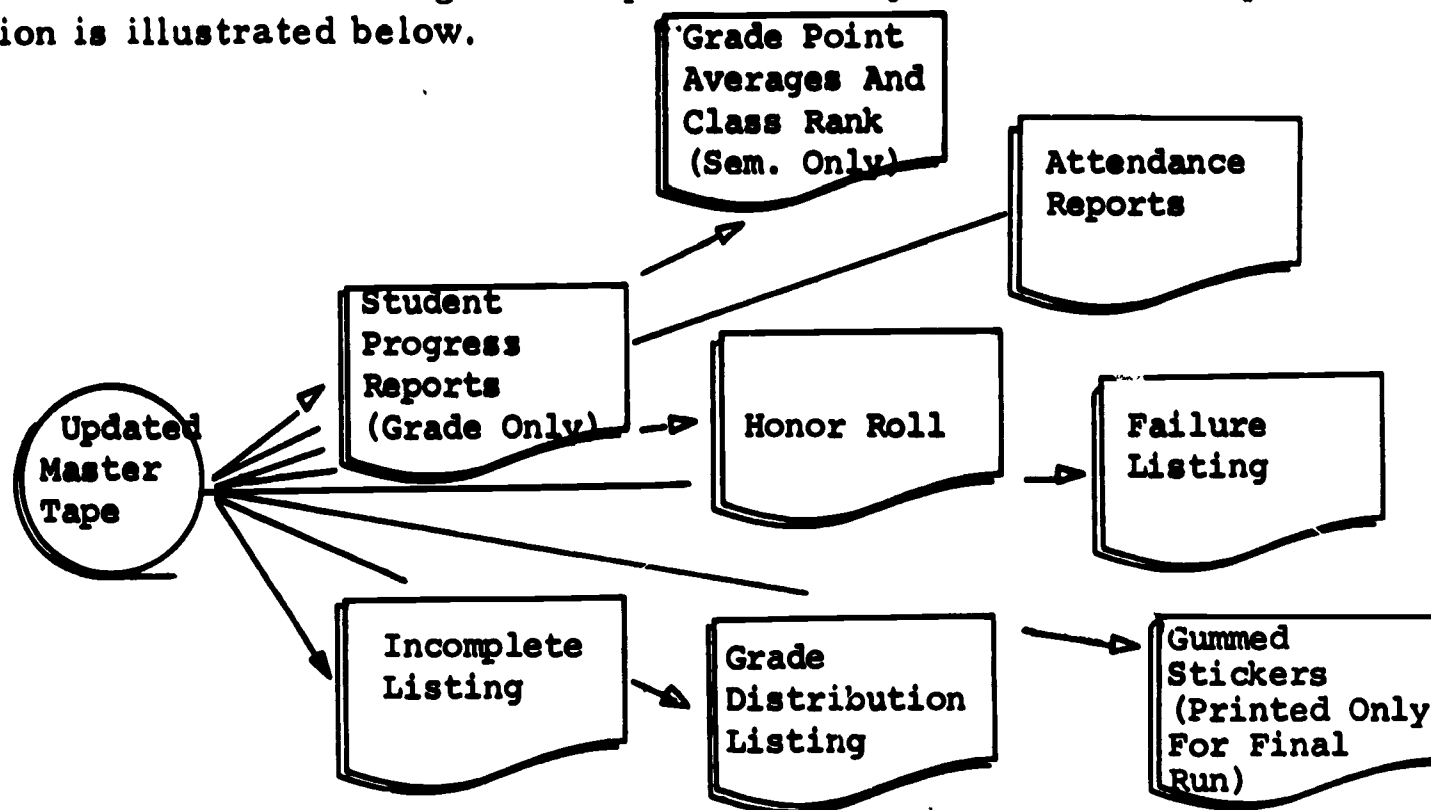 ion is illustrated below.
Grade Point
Averages And
Class Rank
(Sem. Only)
Attendance
Reports
Student
Progress
Reports
(Grade Only)
Honor Roll
Failure
Listing
Updated
Master
Tape
Incomplete
Listing
Grade
Distribution
Listing
Gummed
Stickers
(Printed Only
For Final
Run)